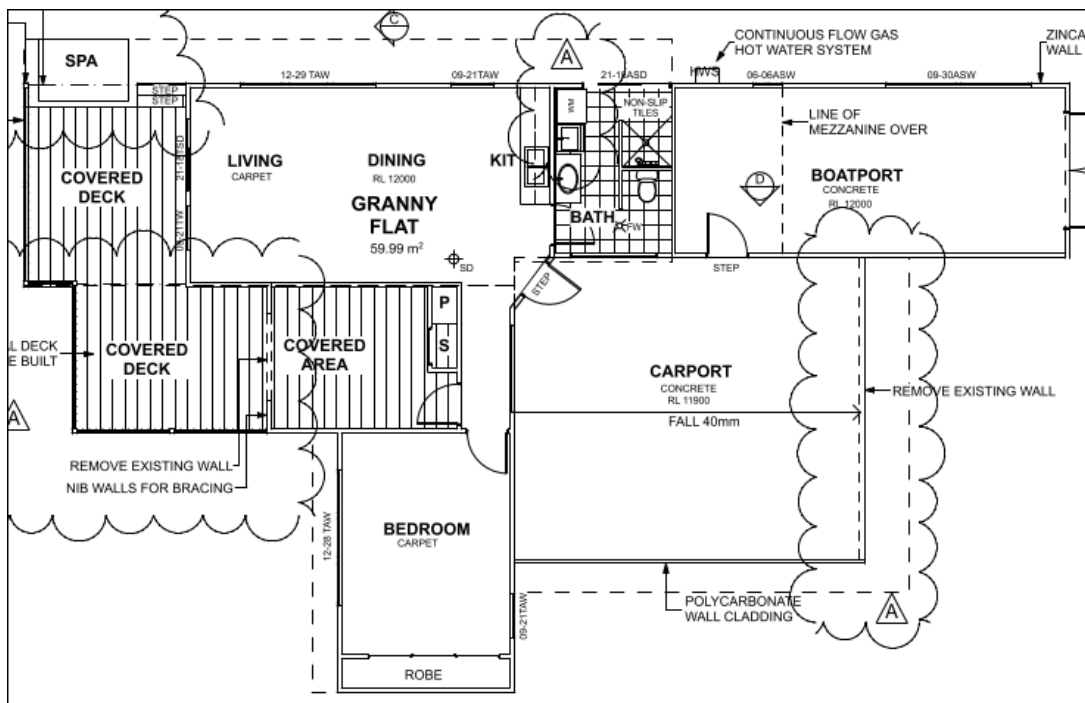 C
SPA
A
CONTINUOUS FLOW GAS
HOT WATER SYSTEM
ZINCA
WALL
12-29 TAW
09-21TAW
21-16ASD
HWS
06-06ASW
09-30ASW
STEP
STEP
WM
NON-SLIP
TILES
LINE OF
MEZZANINE OVER
21-18TSD
LIVING
CARPET
DINING
RL 12000
KIT
COVERED
DECK
GRANNY
FLAT
59.99 m²
BOATPORT
CONCRETE
RL 12000
D
BATH
FW
SD
STEP
STEP
P
S
L DECK
E BUILT
COVERED
DECK
COVERED
AREA
CARPORT
CONCRETE
RL 11900
REMOVE EXISTING WALL
FALL 40mm
A
REMOVE EXISTING WALL
NIB WALLS FOR BRACING
BEDROOM
CARPET
12-28 TAW
09-21TAW
POLYCARBONATE
WALL CLADDING
A
ROBE